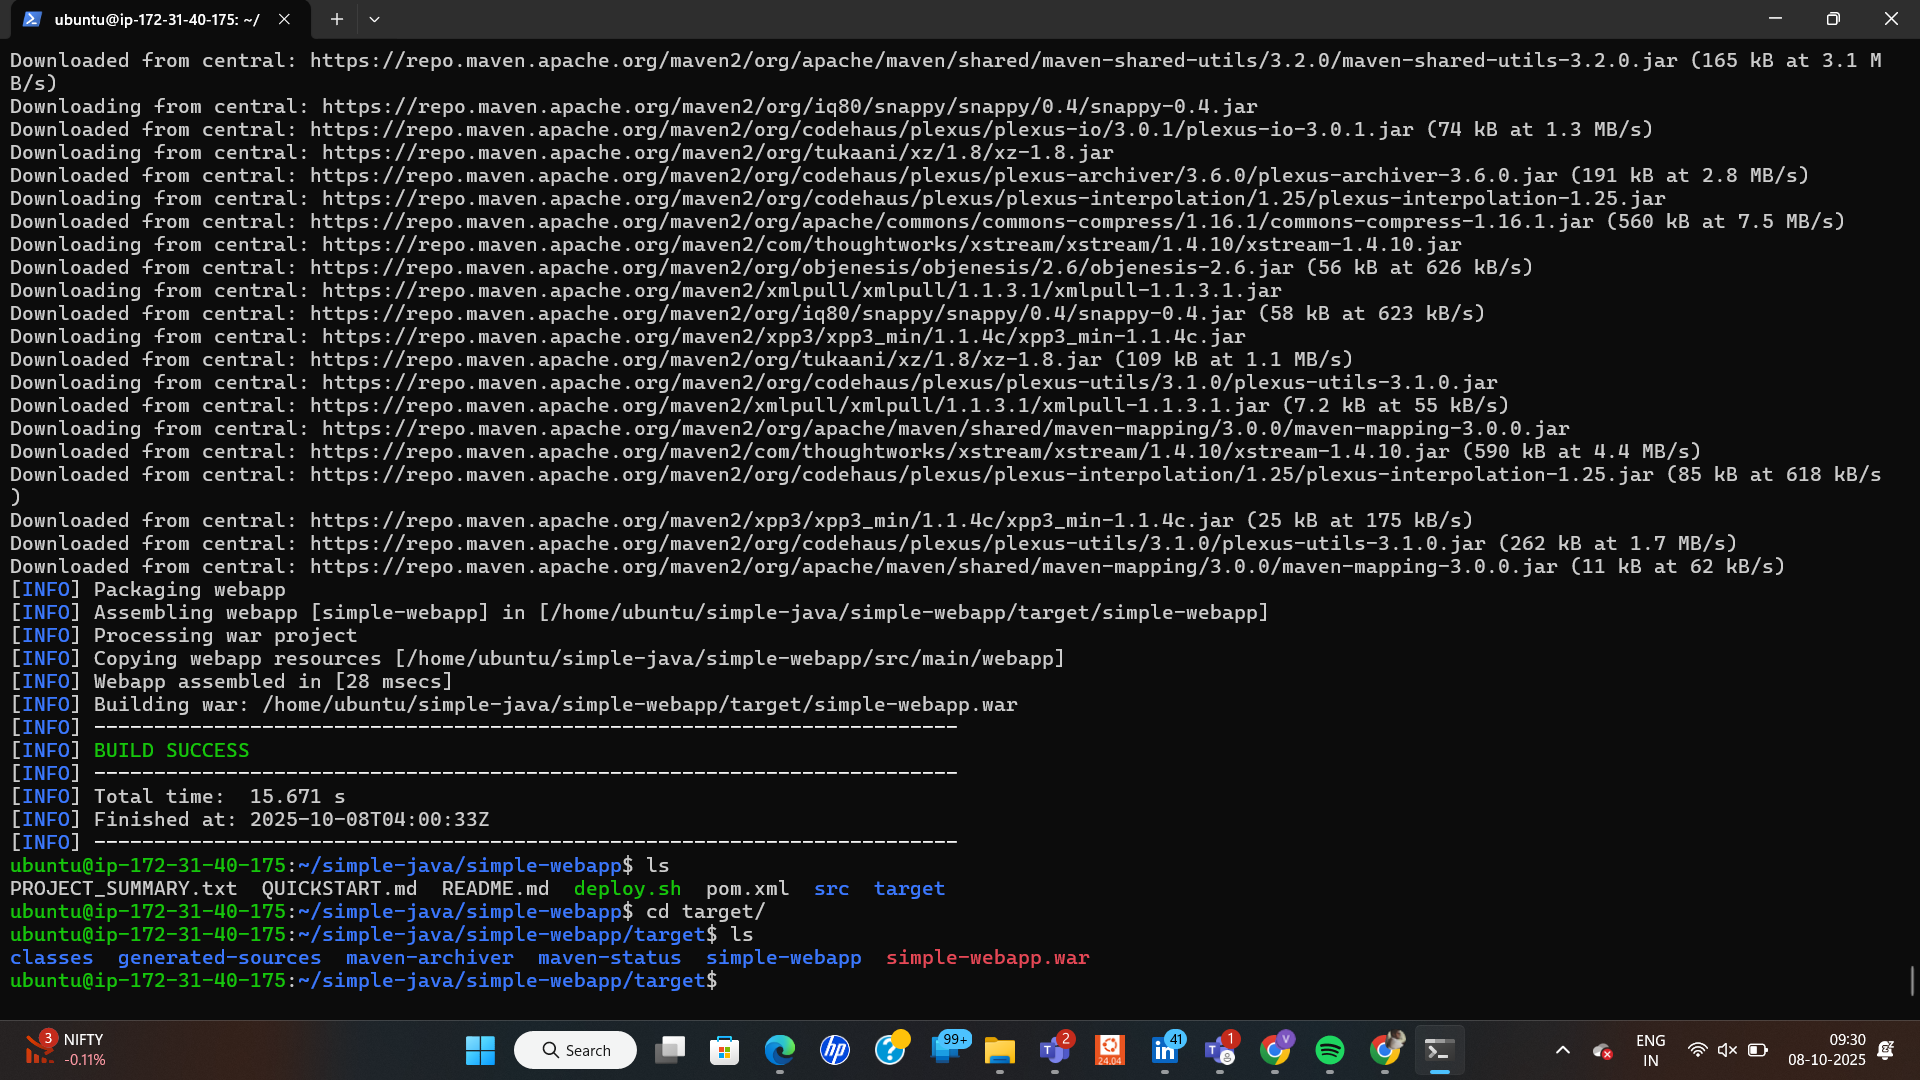 ubuntu@ip-172-31-40-175: ~/
Downloaded from central: https://repo.maven.apache.org/maven2/org/apache/maven/shared/maven-shared-utils/3.2.0/maven-shared-utils-3.2.0.jar (165 kB at 3.1 M
B/s)
Downloading from central: https://repo.maven.apache.org/maven2/org/iq80/snappy/snappy/0.4/snappy-0.4.jar
Downloaded from central: https://repo.maven.apache.org/maven2/org/codehaus/plexus/plexus-io/3.0.1/plexus-io-3.0.1.jar (74 kB at 1.3 MB/s)
Downloading from central: https://repo.maven.apache.org/maven2/org/tukaani/xz/1.8/xz-1.8.jar
Downloaded from central: https://repo.maven.apache.org/maven2/org/codehaus/plexus/plexus-archiver/3.6.0/plexus-archiver-3.6.0.jar (191 kB at 2.8 MB/s)
Downloading from central: https://repo.maven.apache.org/maven2/org/codehaus/plexus/plexus-interpolation/1.25/plexus-interpolation-1.25.jar
Downloaded from central: https://repo.maven.apache.org/maven2/org/apache/commons/commons-compress/1.16.1/commons-compress-1.16.1.jar (560 kB at 7.5 MB/s)
Downloading from central: https://repo.maven.apache.org/maven2/com/thoughtworks/xstream/xstream/1.4.10/xstream-1.4.10.jar
Downloaded from central: https://repo.maven.apache.org/maven2/org/objenesis/objenesis/2.6/objenesis-2.6.jar (56 kB at 626 kB/s)
Downloading from central: https://repo.maven.apache.org/maven2/xmlpull/xmlpull/1.1.3.1/xmlpull-1.1.3.1.jar
Downloaded from central: https://repo.maven.apache.org/maven2/org/iq80/snappy/snappy/0.4/snappy-0.4.jar (58 kB at 623 kB/s)
Downloading from central: https://repo.maven.apache.org/maven2/xpp3/xpp3_min/1.1.4c/xpp3_min-1.1.4c.jar
Downloaded from central: https://repo.maven.apache.org/maven2/org/tukaani/xz/1.8/xz-1.8.jar (109 kB at 1.1 MB/s)
Downloading from central: https://repo.maven.apache.org/maven2/org/codehaus/plexus/plexus-utils/3.1.0/plexus-utils-3.1.0.jar
Downloaded from central: https://repo.maven.apache.org/maven2/xmlpull/xmlpull/1.1.3.1/xmlpull-1.1.3.1.jar (7.2 kB at 55 kB/s)
Downloading from central: https://repo.maven.apache.org/maven2/org/apache/maven/shared/maven-mapping/3.0.0/maven-mapping-3.0.0.jar
Downloaded from central: https://repo.maven.apache.org/maven2/com/thoughtworks/xstream/xstream/1.4.10/xstream-1.4.10.jar (590 kB at 4.4 MB/s)
Downloaded from central: https://repo.maven.apache.org/maven2/org/codehaus/plexus/plexus-interpolation/1.25/plexus-interpolation-1.25.jar (85 kB at 618 kB/s
)
Downloaded from central: https://repo.maven.apache.org/maven2/xpp3/xpp3_min/1.1.4c/xpp3_min-1.1.4c.jar (25 kB at 175 kB/s)
Downloaded from central: https://repo.maven.apache.org/maven2/org/codehaus/plexus/plexus-utils/3.1.0/plexus-utils-3.1.0.jar (262 kB at 1.7 MB/s)
Downloaded from central: https://repo.maven.apache.org/maven2/org/apache/maven/shared/maven-mapping/3.0.0/maven-mapping-3.0.0.jar (11 kB at 62 kB/s)
[INFO] Packaging webapp
[INFO] Assembling webapp [simple-webapp] in [/home/ubuntu/simple-java/simple-webapp/target/simple-webapp]
[INFO] Processing war project
[INFO] Copying webapp resources [/home/ubuntu/simple-java/simple-webapp/src/main/webapp]
[INFO] Webapp assembled in [28 msecs]
[INFO] Building war: /home/ubuntu/simple-java/simple-webapp/target/simple-webapp.war
[INFO] ------------------------------------------------------------------------
[INFO] BUILD SUCCESS
[INFO] ------------------------------------------------------------------------
[INFO] Total time:  15.671 s
[INFO] Finished at: 2025-10-08T04:00:33Z
[INFO] ------------------------------------------------------------------------
ubuntu@ip-172-31-40-175:~/simple-java/simple-webapp$ ls
PROJECT_SUMMARY.txt  QUICKSTART.md  README.md  deploy.sh  pom.xml  src  target
ubuntu@ip-172-31-40-175:~/simple-java/simple-webapp$ cd target/
ubuntu@ip-172-31-40-175:~/simple-java/simple-webapp/target$ ls
classes  generated-sources  maven-archiver  maven-status  simple-webapp  simple-webapp.war
ubuntu@ip-172-31-40-175:~/simple-java/simple-webapp/target$
3 NIFTY
-0.11%
Search
hp
99+
2
24.04
in 41
1
V
ENG
IN
09:30
08-10-2025